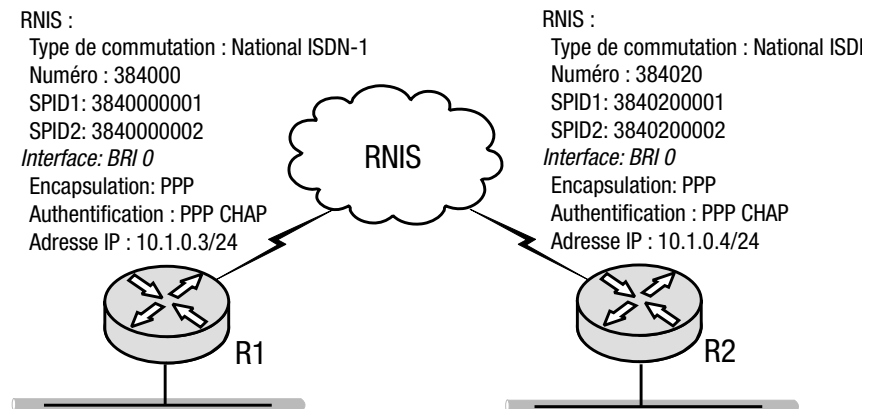 RNIS :
Type de commutation : National ISDN-1
Numéro : 384000
SPID1: 3840000001
SPID2: 3840000002
Interface: BRI 0
Encapsulation: PPP
Authentification : PPP CHAP
Adresse IP : 10.1.0.3/24
RNIS
RNIS :
Type de commutation : National
Numéro : 384020
SPID1: 3840200001
SPID2: 3840200002
Interface: BRI 0
Encapsulation: PPP
Authentification : PPP CHAP
Adresse IP : 10.1.0.4/24
R1
R2